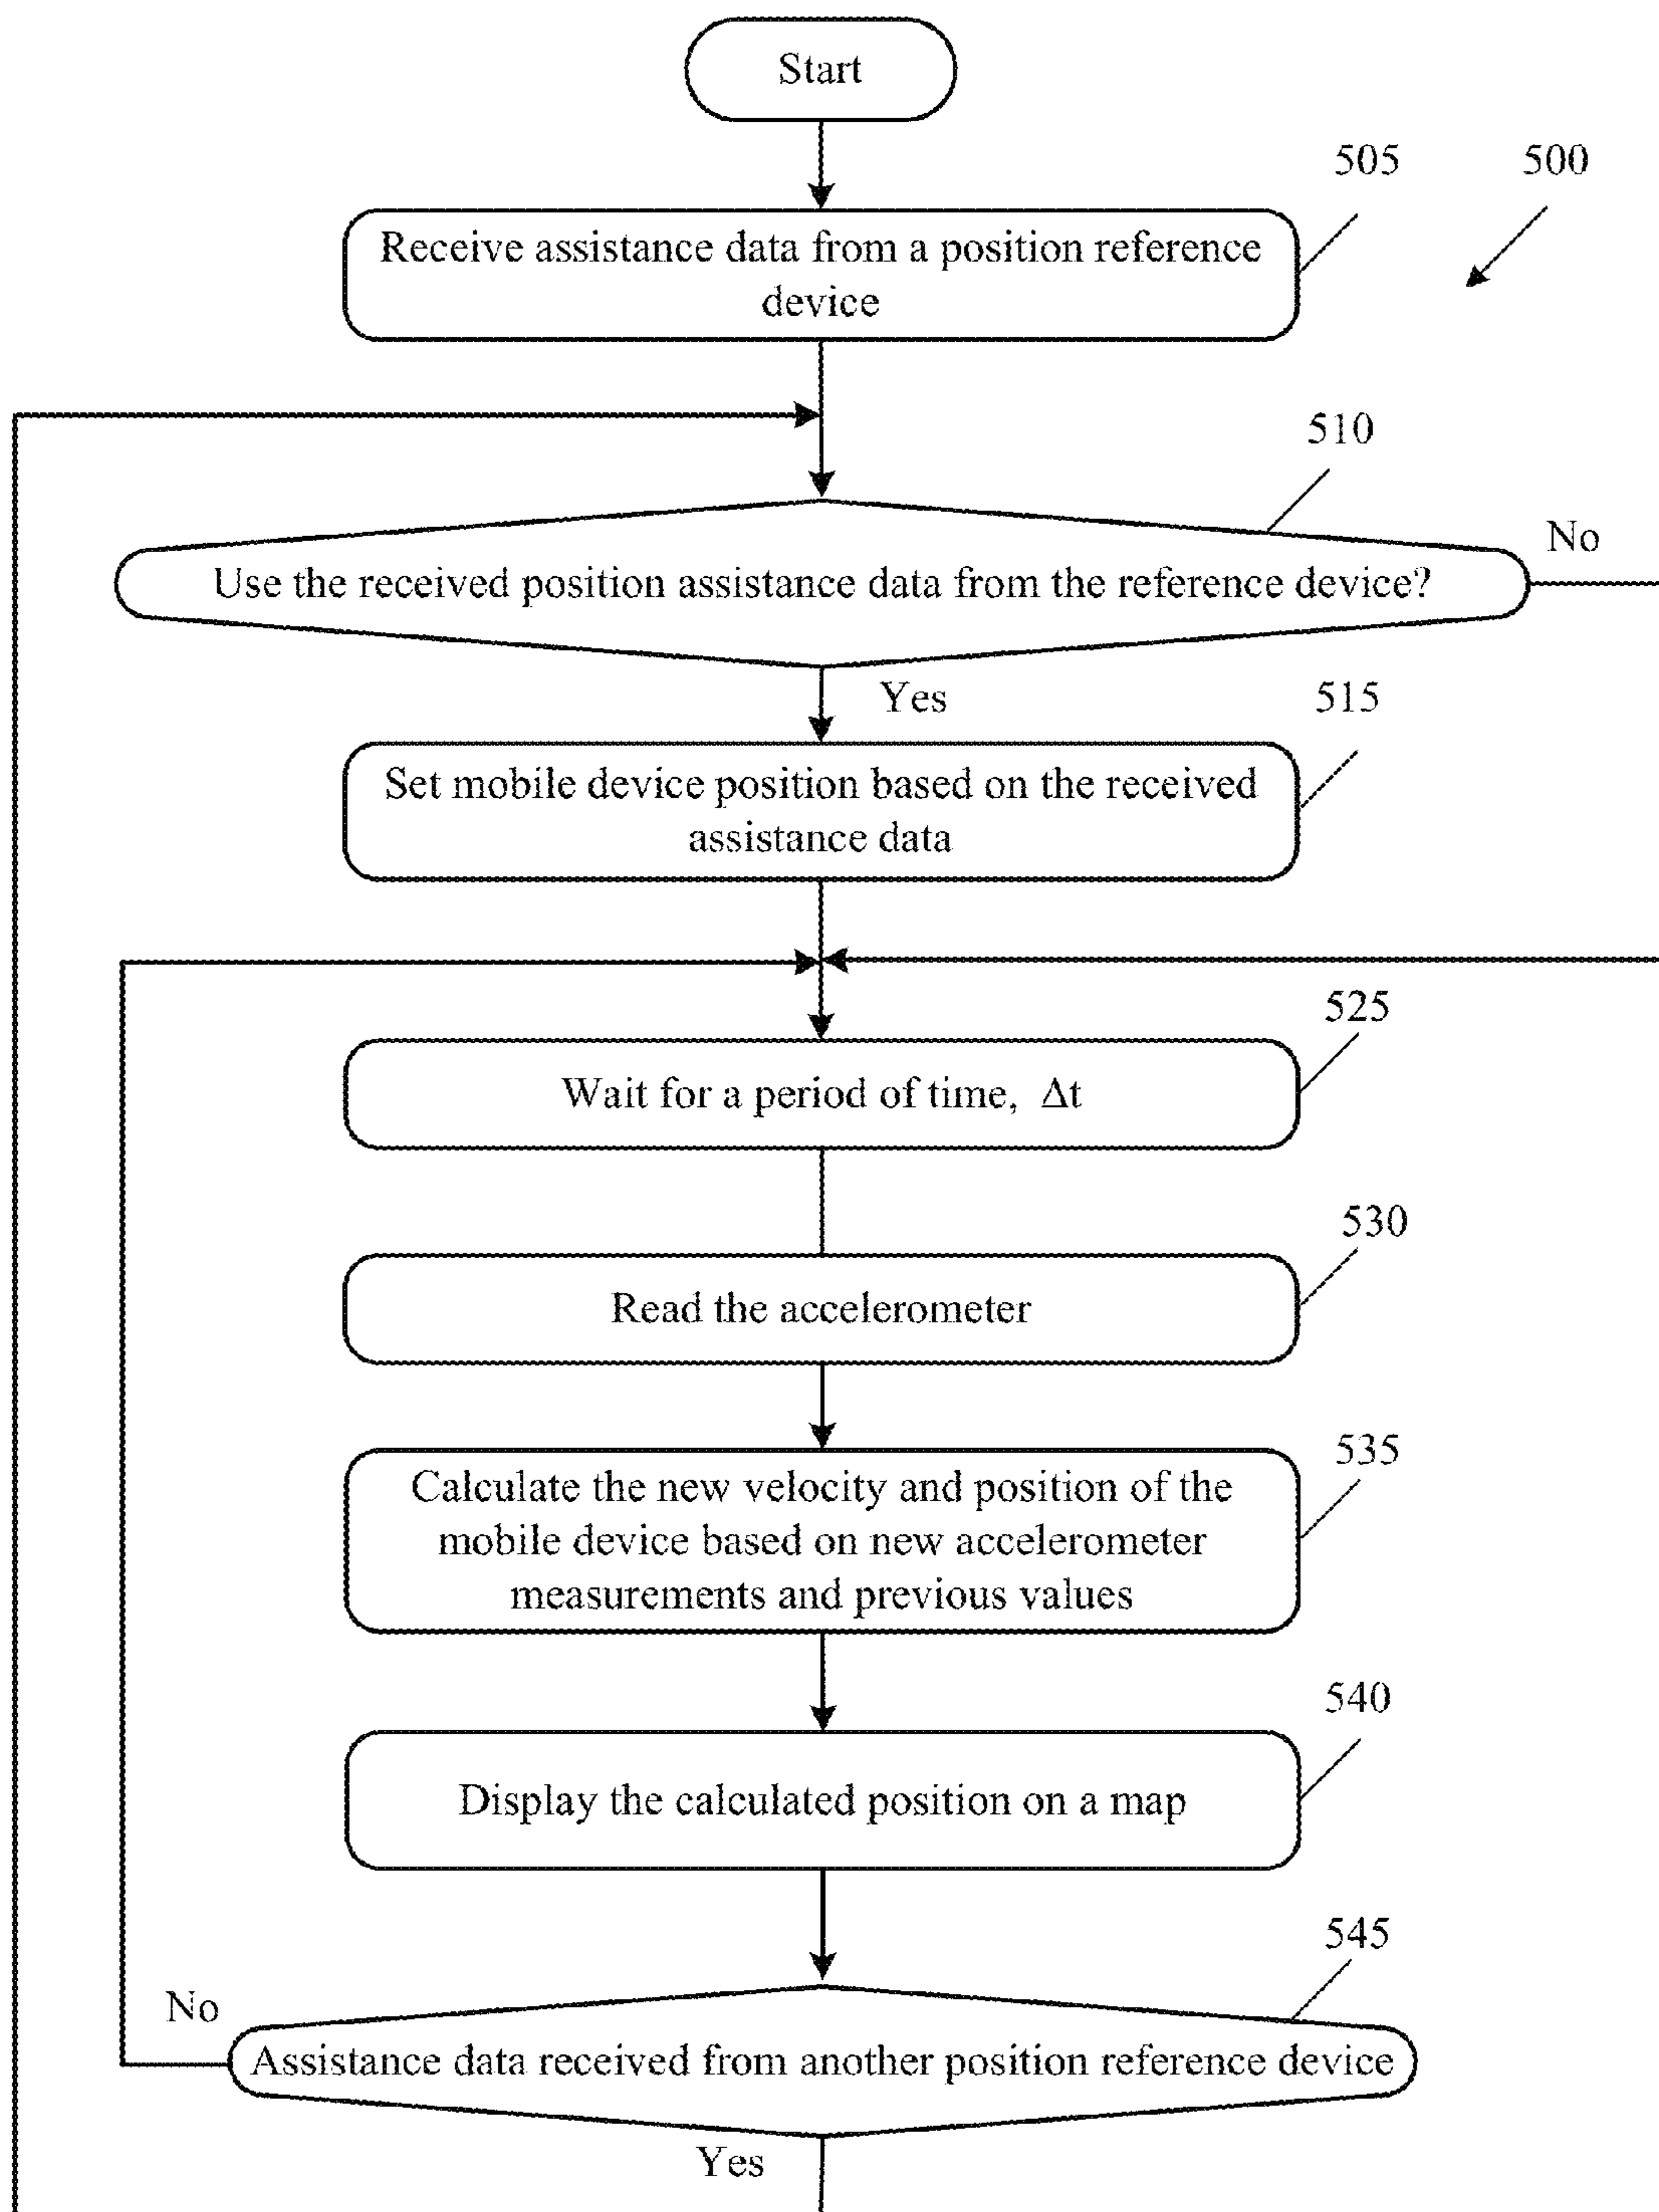 Start
505
500
Receive assistance data from a position reference
device
510
No
Use the received position assistance data from the reference device?
Yes
515
Set mobile device position based on the received
assistance data
525
Wait for a period of time, Δt
530
Read the accelerometer
535
Calculate the new velocity and position of the
mobile device based on new accelerometer
measurements and previous values
540
Display the calculated position on a map
545
No
Assistance data received from another position reference device
Yes